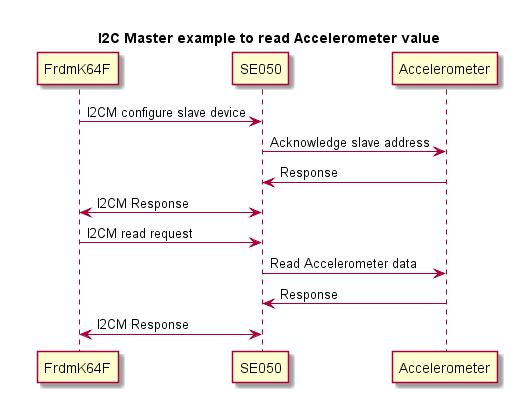 I2C Master example to read Accelerometer value
FrdmK64F
SE050
Accelerometer
I2CM configure slave device
Acknowledge slave address
Response
I2CM Response
I2CM read request
Read Accelerometer data
Response
I2CM Response
FrdmK64F
SE050
Accelerometer